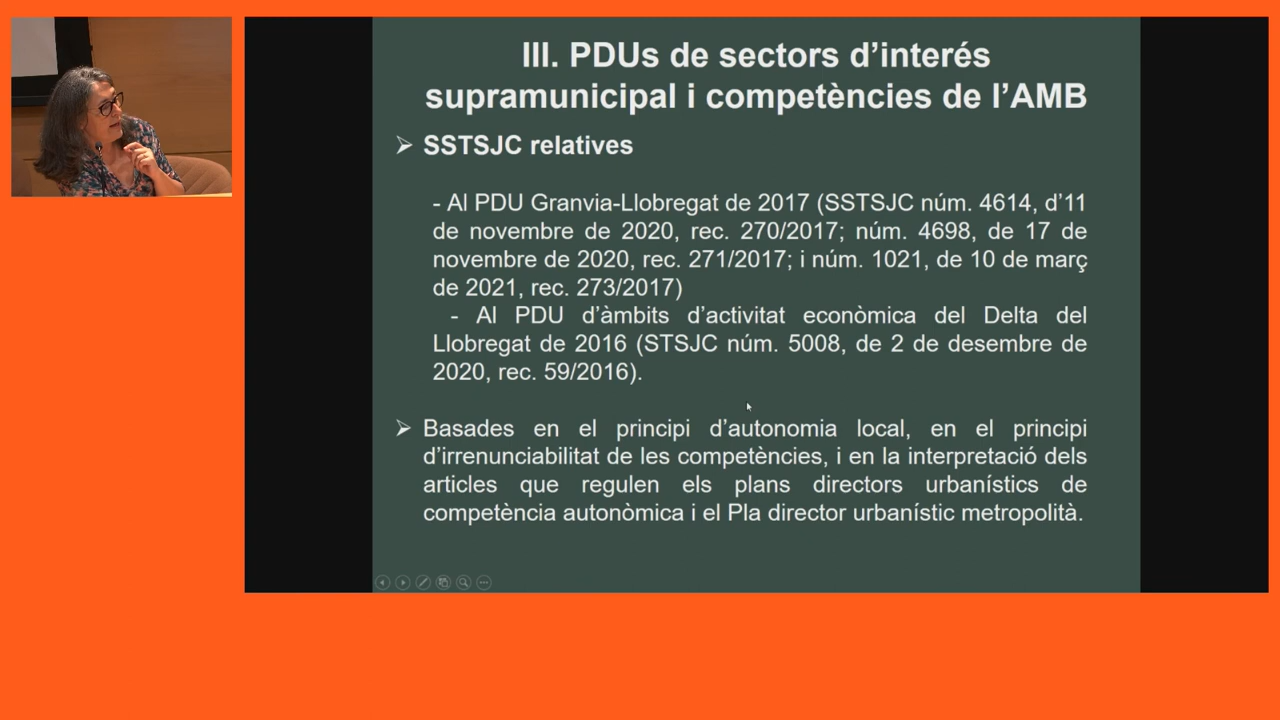 III. PDUs de sectors d’interés
supramunicipal i competències de l’AMB
➢ SSTSJC relatives
- Al PDU Granvia-Llobregat de 2017 (SSTSJC núm. 4614, d’11
de novembre de 2020, rec. 270/2017; núm. 4698, de 17 de
novembre de 2020, rec. 271/2017; i núm. 1021, de 10 de març
de 2021, rec. 273/2017)
- Al PDU d’àmbits d’activitat econòmica del Delta del
Llobregat de 2016 (STSJC núm. 5008, de 2 de desembre de
2020, rec. 59/2016).
➢ Basades en el principi d’autonomia local, en el principi
d’irrenunciabilitat de les competències, i en la interpretació dels
articles que regulen els plans directors urbanístics de
competència autonòmica i el Pla director urbanístic metropolità.